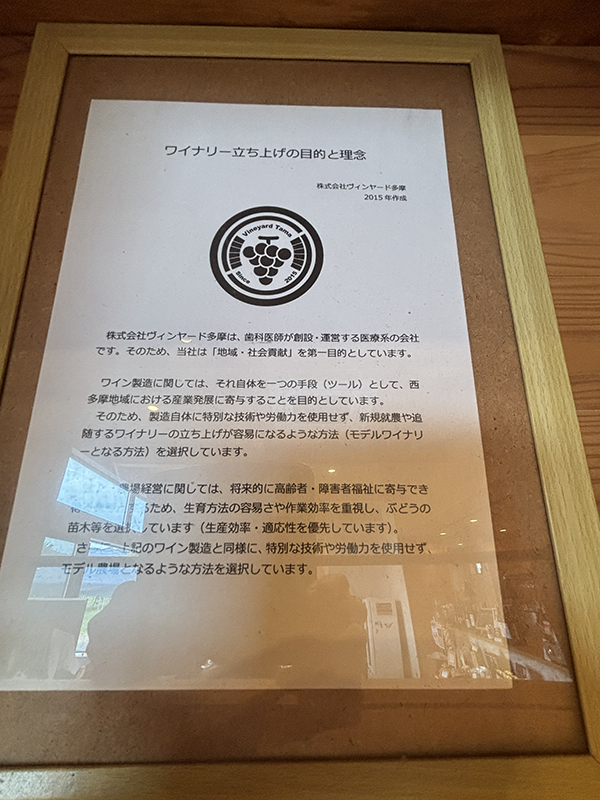 ワイナリー立ち上げの目的と理念
株式会社ヴィンヤード多摩
2015年作成
Vineyard Tama
Since 2015
株式会社ヴィンヤード多摩は、歯科医師が創設・運営する医療系の会社
です。そのため、当社は「地域・社会貢献」を第一目的としています。
ワイン製造に関しては、それ自体を一つの手段（ツール）として、西
多摩地域における産業発展に寄与することを目的としています。
そのため、製造自体に特別な技術や労働力を使用せず、新規就農や追
随するワイナリーの立ち上げが容易になるような方法（モデルワイナリ
ーとなる方法）を選択しています。
農場経営に関しては、将来的に高齢者・障害者福祉に寄与でき
るため、生育方法の容易さや作業効率を重視し、ぶどうの
苗木等を選択しています（生産効率・適応性を優先しています）。
上記のワイン製造と同様に、特別な技術や労働力を使用せず、
モデル農場となるような方法を選択しています。